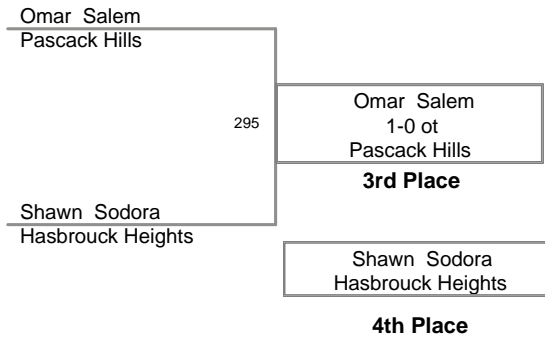 Omar Salem
Pascack Hills
295
Omar Salem
1-0 ot
Pascack Hills
3rd Place
Shawn Sodora
Hasbrouck Heights
Shawn Sodora
Hasbrouck Heights
4th Place